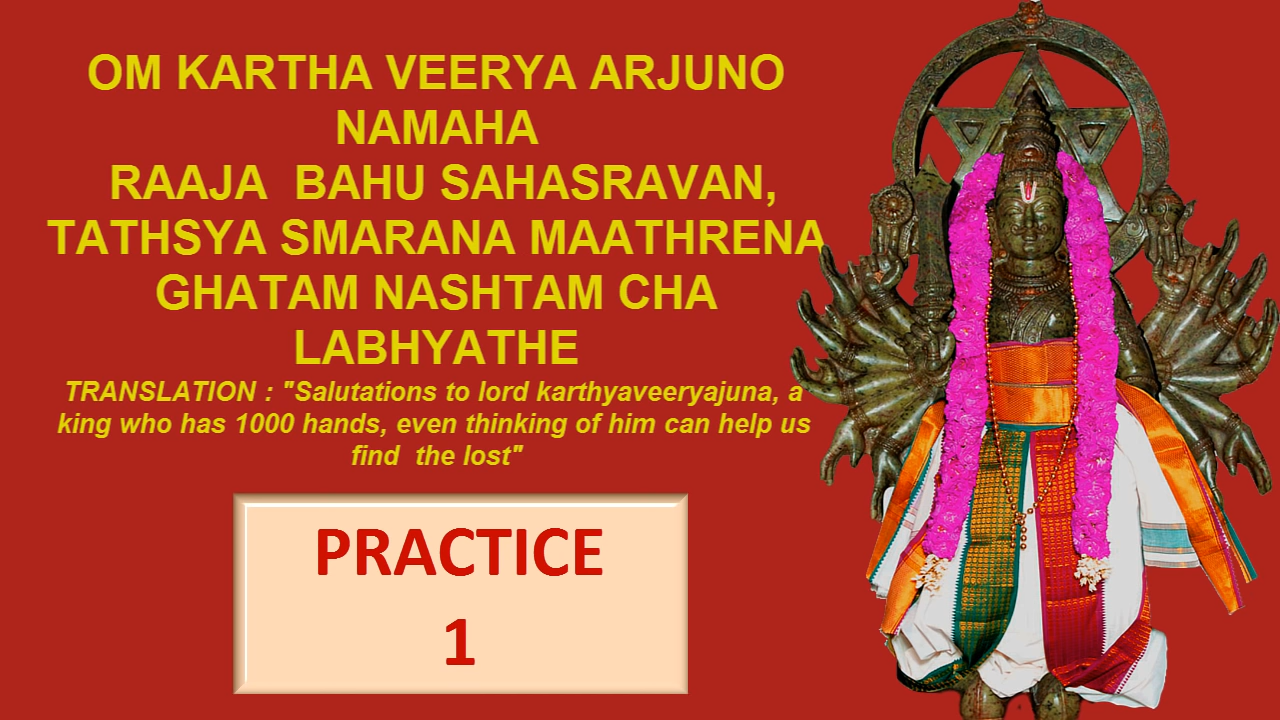 OM KARTHA VEERYA ARJUNO
NAMAHA
RAAJA BAHU SAHASRAVAN,
TATHSYA SMARANA MAATHRENA
GHATAM NASHTAM CHA
LABHYATHE
TRANSLATION : "Salutations to lord karthyaveeryajuna, a
king who has 1000 hands, even thinking of him can help us
find the lost"
PRACTICE
1